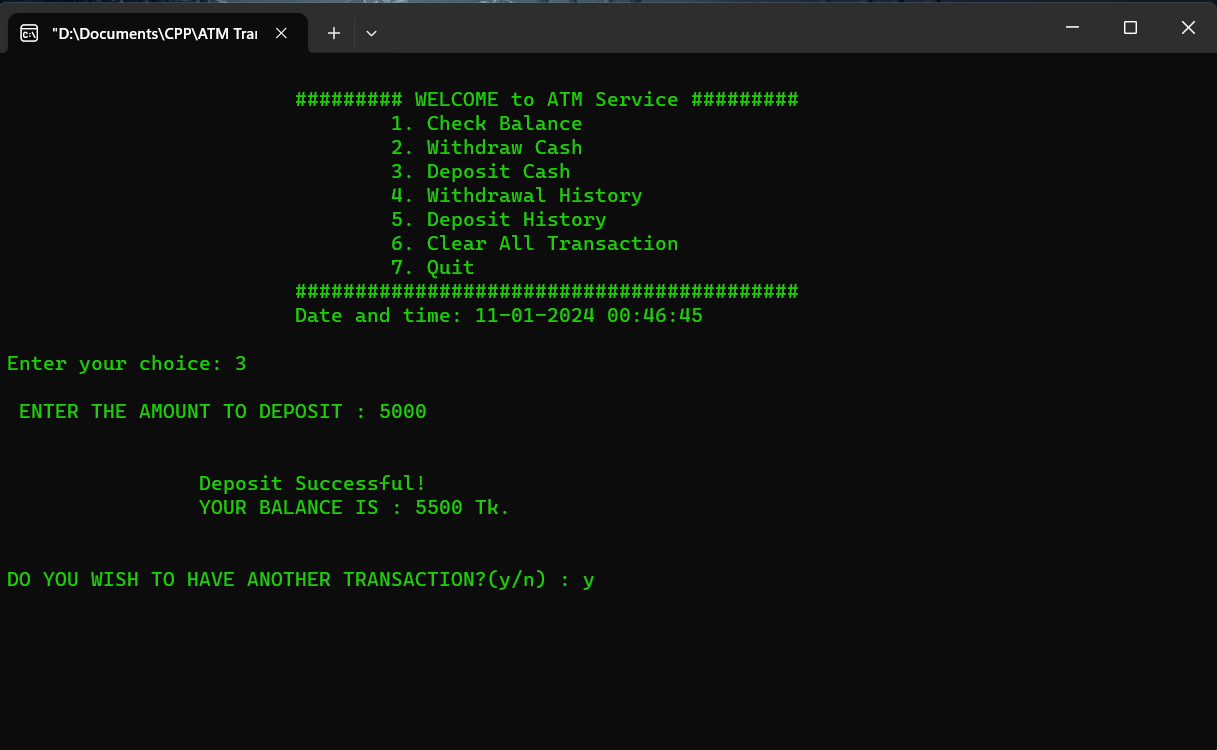 "D:\Documents\CPP\ATM Tra
######### WELCOME to ATM Service #########
1. Check Balance
2. Withdraw Cash
3. Deposit Cash
4. Withdrawal History
5. Deposit History
6. Clear All Transaction
7. Quit
##########################################
Date and time: 11-01-2024 00:46:45
Enter your choice: 3
ENTER THE AMOUNT TO DEPOSIT : 5000
Deposit Successful!
YOUR BALANCE IS : 5500 Tk.
DO YOU WISH TO HAVE ANOTHER TRANSACTION?(y/n) : y